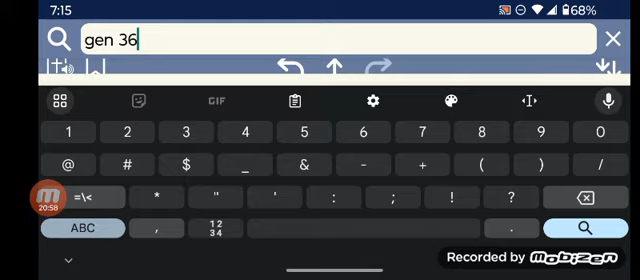 7:15 68%
gen 36
GIF
1 2 3 4 5 6 7 8 9 0
@ # $ _ & - + ( ) /
=\< * " ' : ; ! ?
20:58
ABC , 12 34 .
Recorded by mobizen